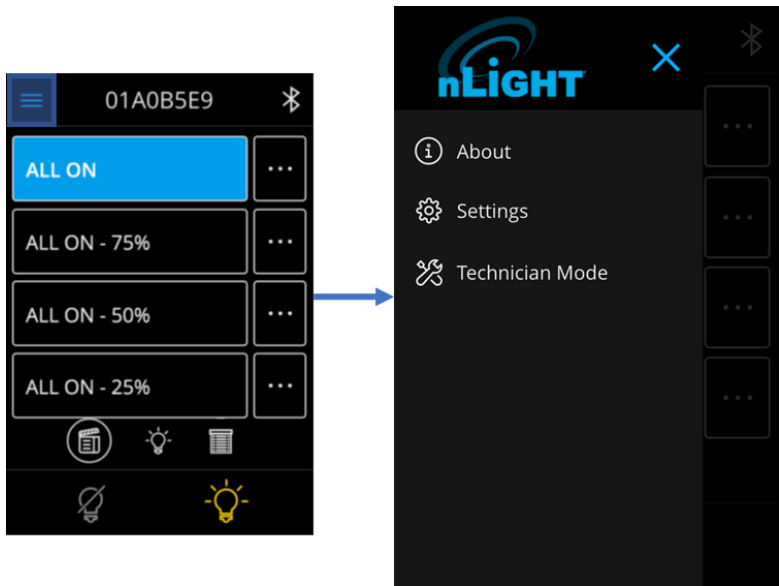 01A0B5E9
ALL ON
ALL ON - 75%
ALL ON - 50%
ALL ON - 25%
nLIGHT
About
Settings
Technician Mode